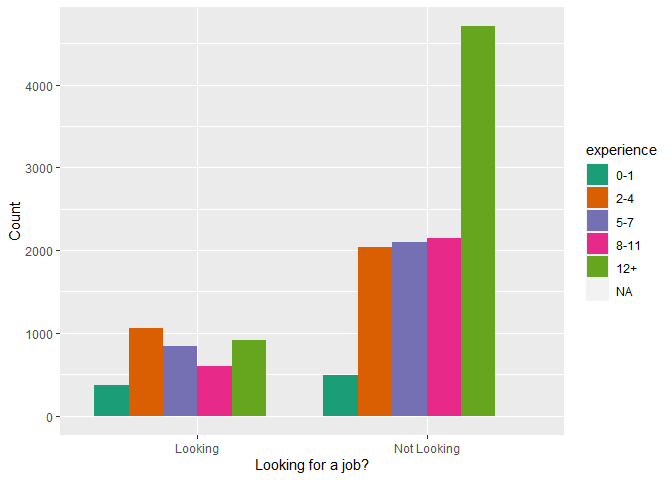 4000
3000
2000
1000
0
Count
Looking
Not Looking
Looking for a job?
experience
0-1
2-4
5-7
8-11
12+
NA